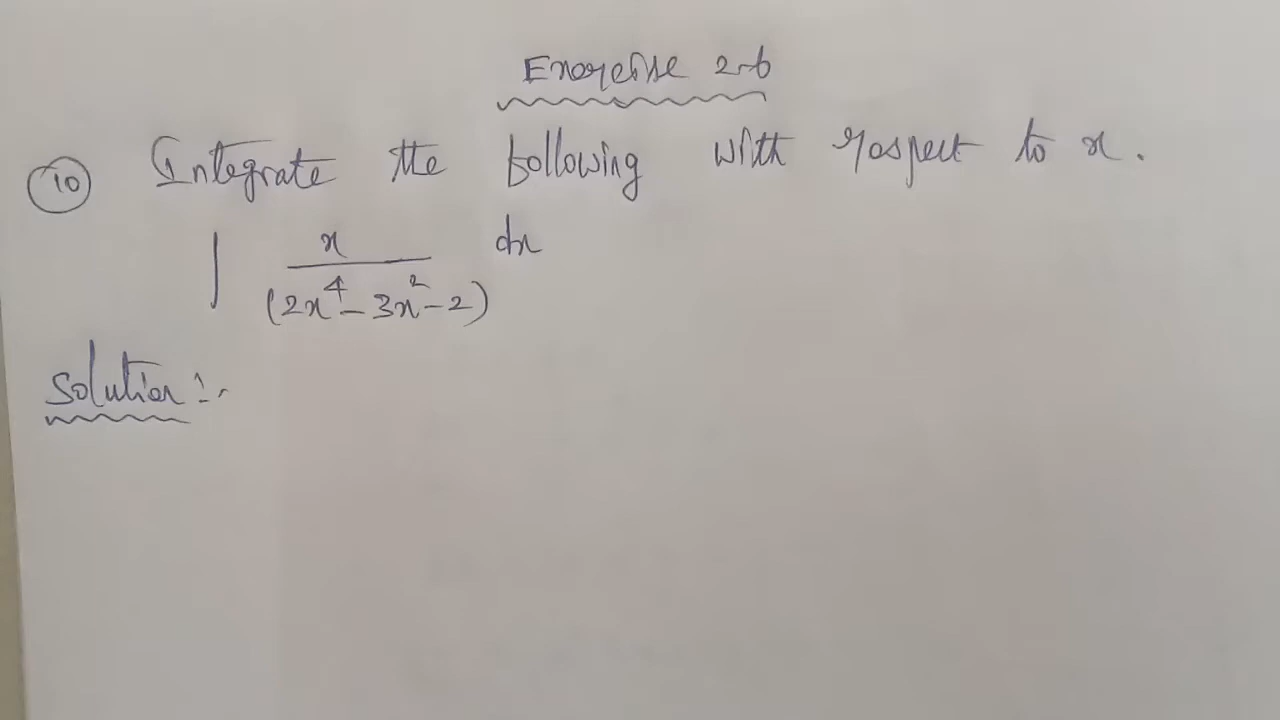 Exercise 2.6
(10) Integrate the following with respect to x.
∫ x / (2x⁴ - 3x² - 2) dx
Solution :-